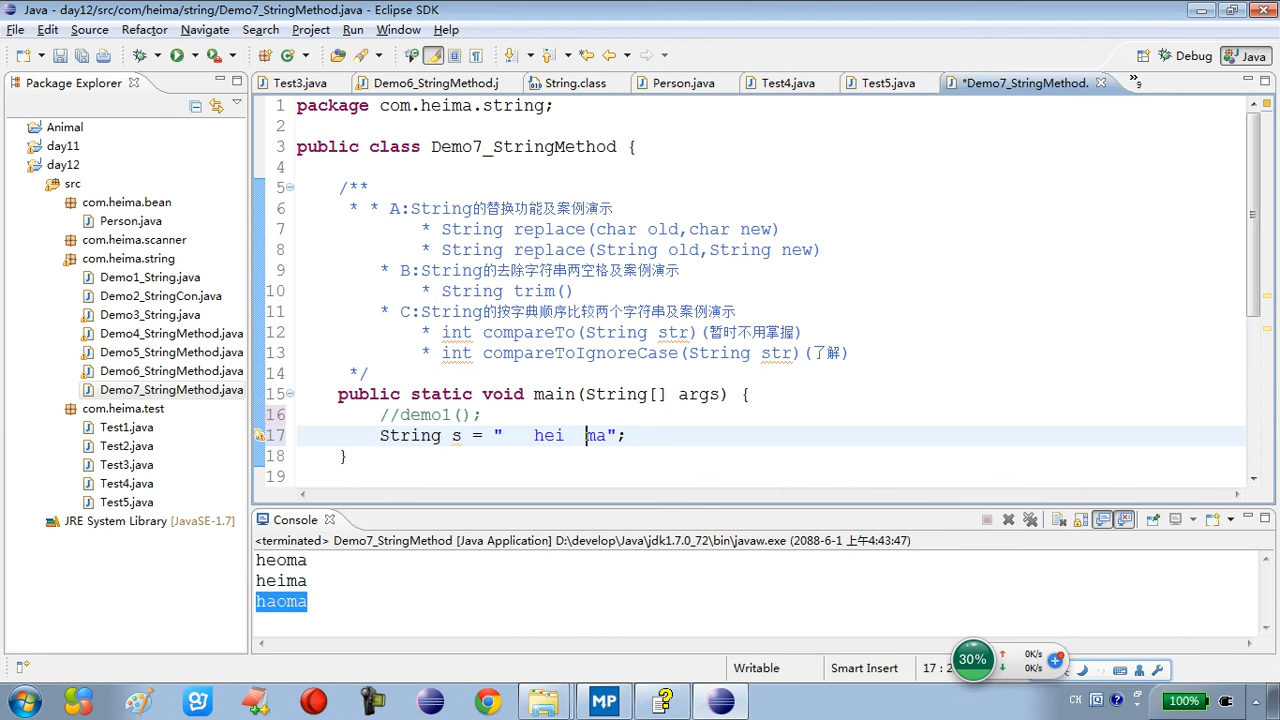 Java - day12/src/com/heima/string/Demo7_StringMethod.java - Eclipse SDK
File Edit Source Refactor Navigate Search Project Run Window Help
Debug Java
Package Explorer
Test3.java Demo6_StringMethod.j String.class Person.java Test4.java Test5.java *Demo7_StringMethod. »9
Animal
day11
day12
src
com.heima.bean
Person.java
com.heima.scanner
com.heima.string
Demo1_String.java
Demo2_StringCon.java
Demo3_String.java
Demo4_StringMethod.java
Demo5_StringMethod.java
Demo6_StringMethod.java
Demo7_StringMethod.java
com.heima.test
Test1.java
Test2.java
Test3.java
Test4.java
Test5.java
JRE System Library [JavaSE-1.7]
1 package com.heima.string;
2
3 public class Demo7_StringMethod {
4
5 /**
6 * * A:String的替换功能及案例演示
7 * String replace(char old,char new)
8 * String replace(String old,String new)
9 * B:String的去除字符串两空格及案例演示
10 * String trim()
11 * C:String的按字典顺序比较两个字符串及案例演示
12 * int compareTo(String str)(暂时不用掌握)
13 * int compareToIgnoreCase(String str)(了解)
14 */
15 public static void main(String[] args) {
16 //demo1();
17 String s = "   hei  ma";
18 }
19
Console
<terminated> Demo7_StringMethod [Java Application] D:\develop\Java\jdk1.7.0_72\bin\javaw.exe (2088-6-1 上午4:43:47)
heoma
heima
haoma
Writable Smart Insert 17 : 2
30% 0K/s
0K/s
MP CH 100%